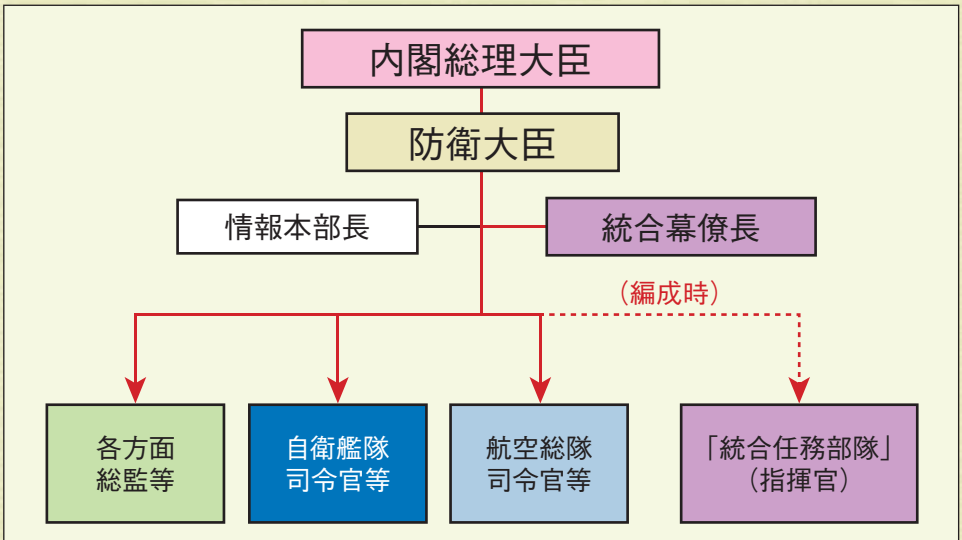 内閣総理大臣
防衛大臣
情報本部長
統合幕僚長
（編成時）
各方面
総監等
自衛艦隊
司令官等
航空総隊
司令官等
「統合任務部隊」
（指揮官）